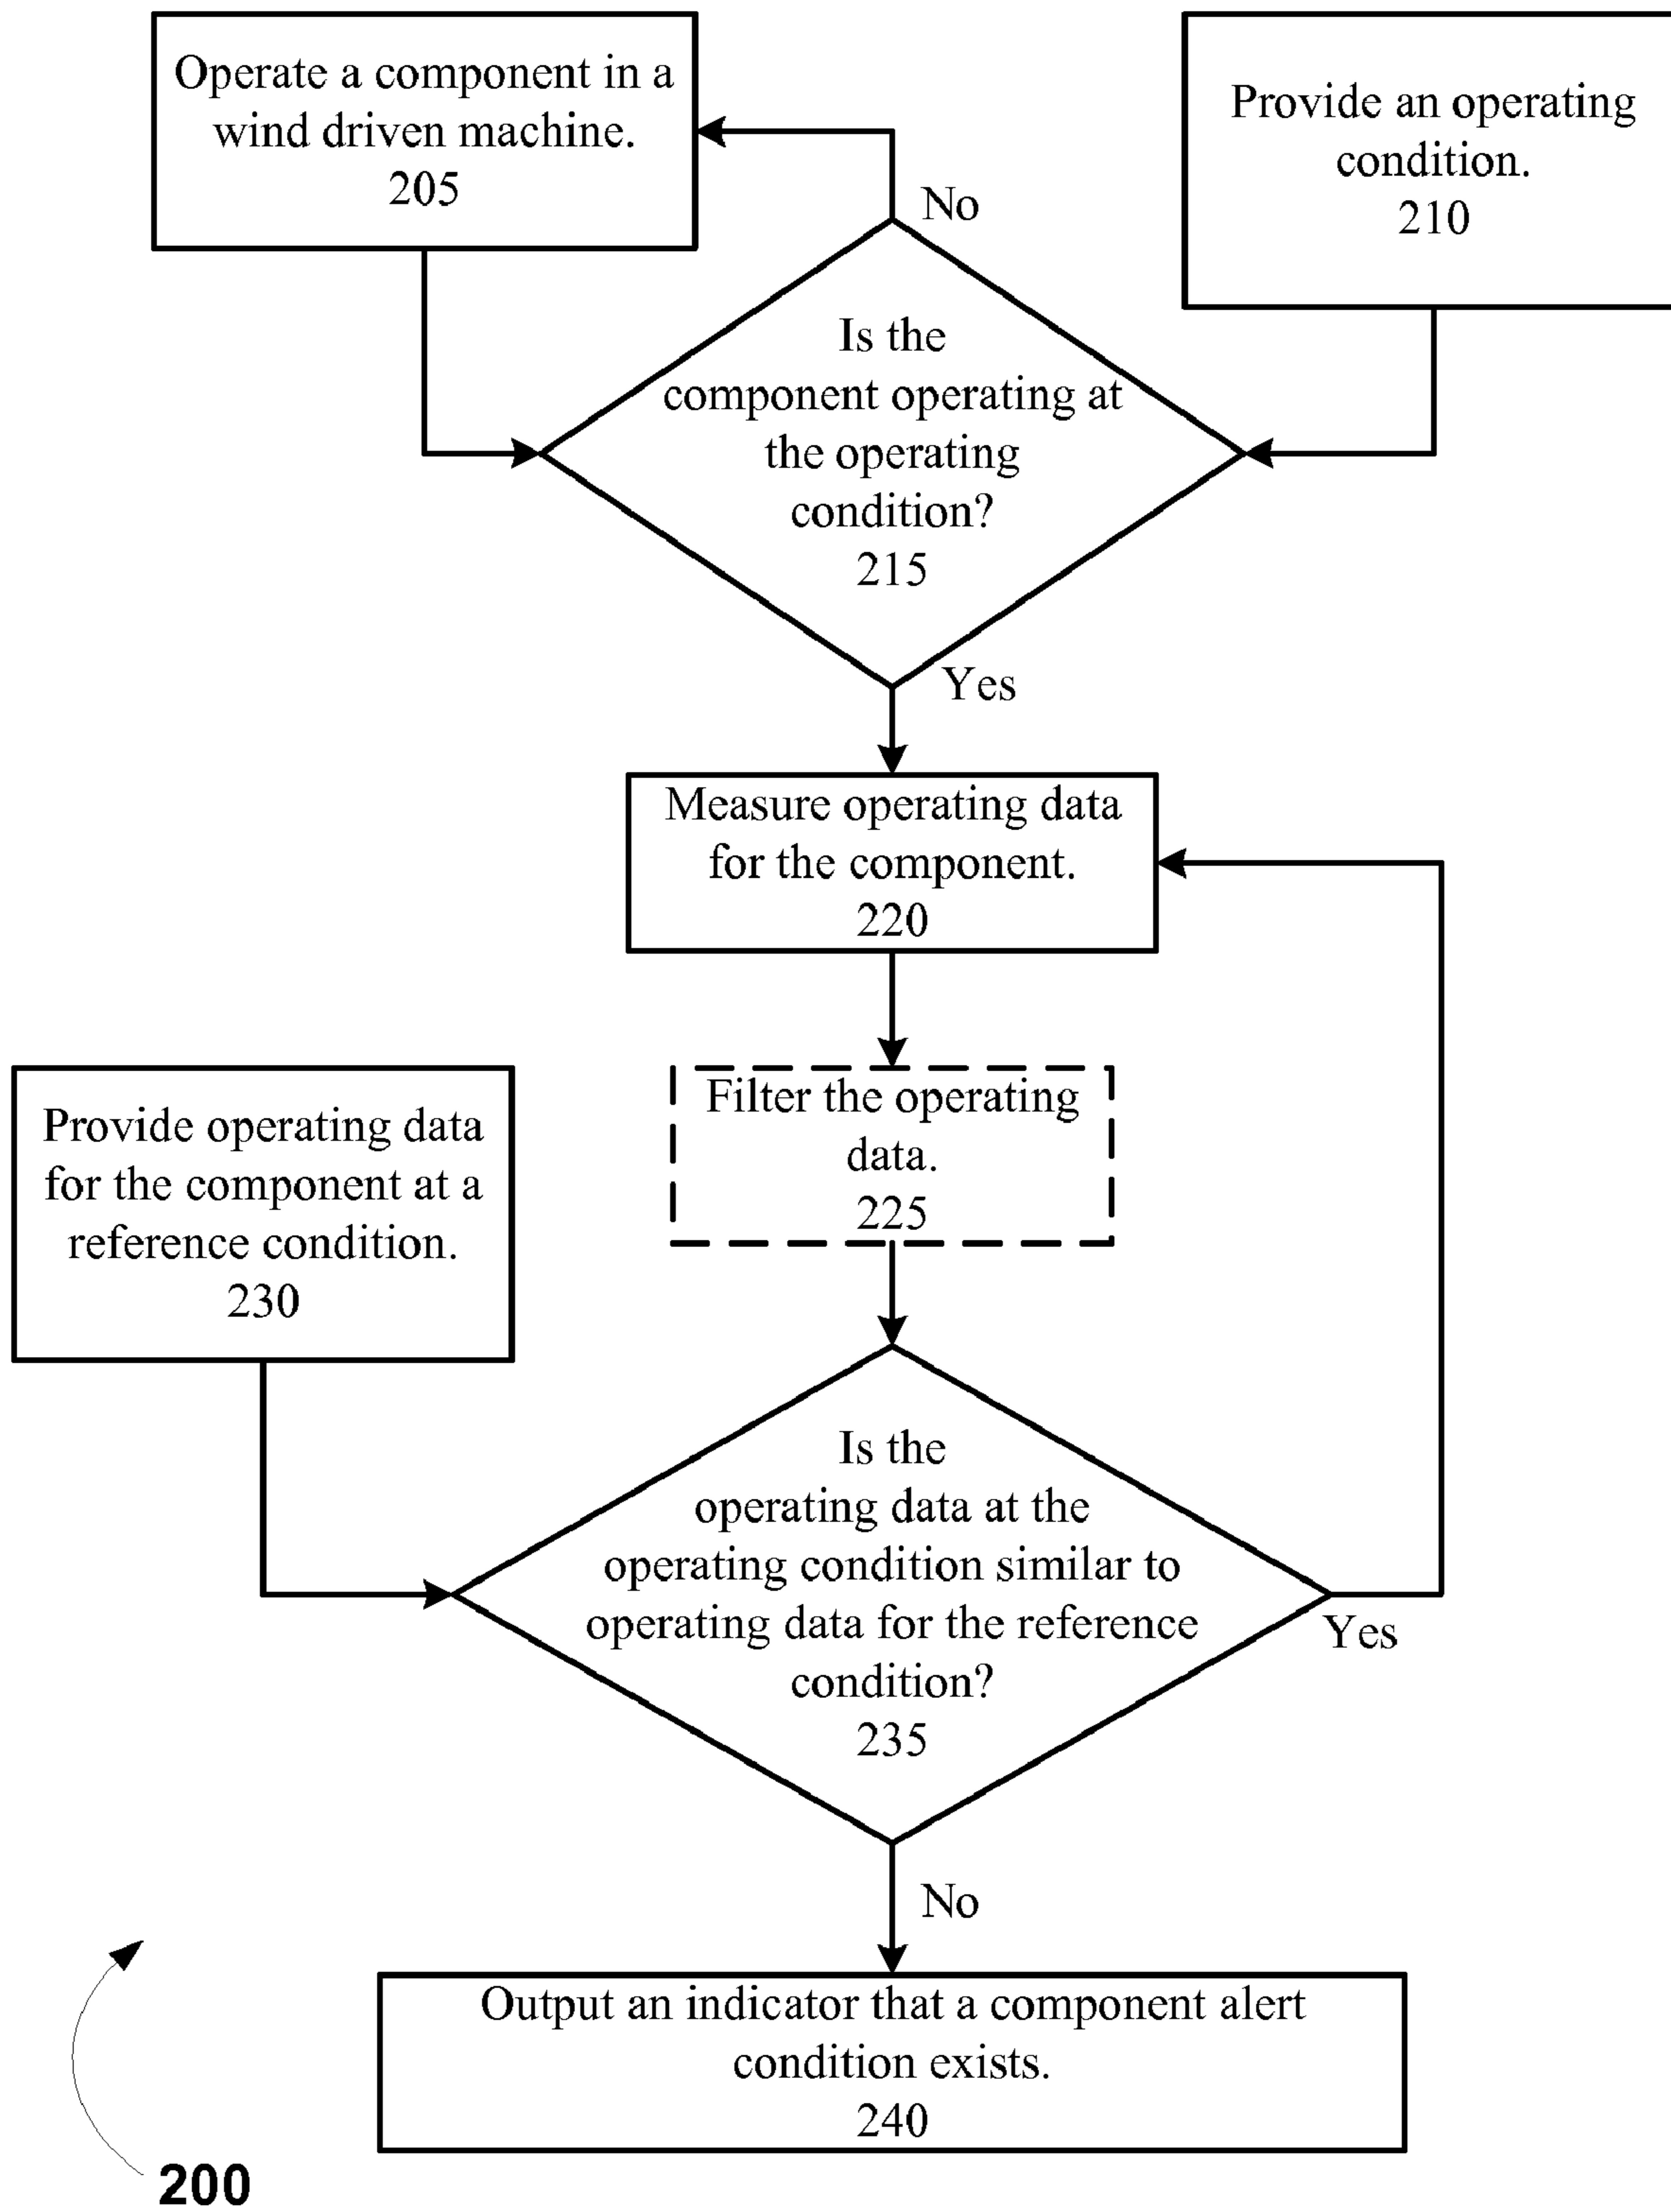 Operate a component in a
wind driven machine.
205
Provide an operating
condition.
210
No
Is the
component operating at
the operating
condition?
215
Yes
Measure operating data
for the component.
220
Filter the operating
data.
225
Provide operating data
for the component at a
reference condition.
230
Is the
operating data at the
operating condition similar to
operating data for the reference
condition?
235
Yes
No
Output an indicator that a component alert
condition exists.
240
200